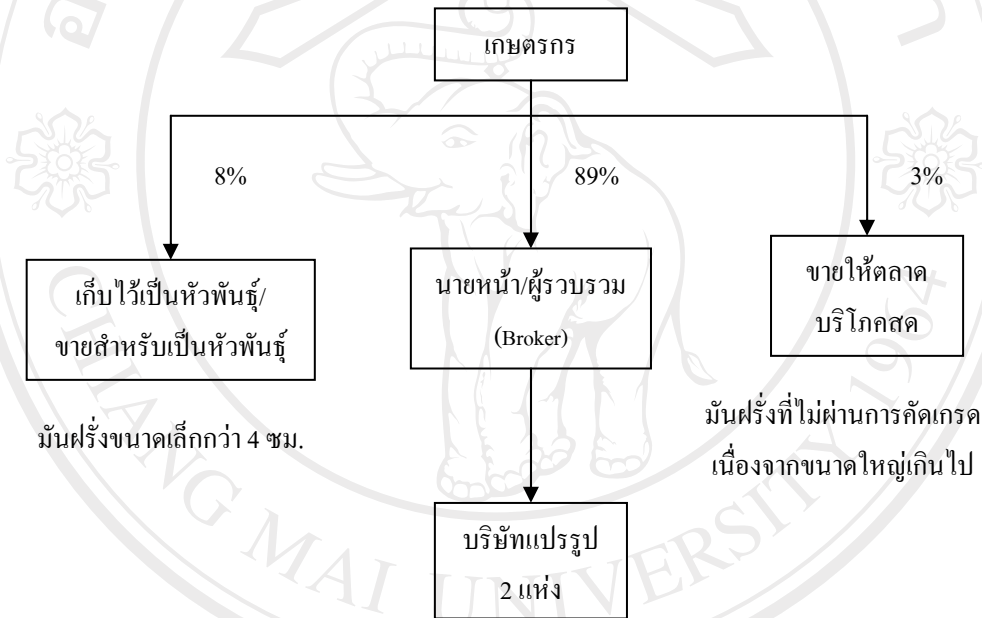 เกษตรกร
8%
89%
3%
เก็บไว้เป็นหัวพันธุ์/
ขายสำหรับเป็นหัวพันธุ์
นายหน้า/ผู้รวบรวม
(Broker)
ขายให้ตลาด
บริโภคสด
มันฝรั่งขนาดเล็กกว่า 4 ซม.
มันฝรั่งที่ไม่ผ่านการคัดเกรด
เนื่องจากขนาดใหญ่เกินไป
บริษัทแปรรูป
2 แห่ง
CHIANG MAI UNIVERSITY 1964